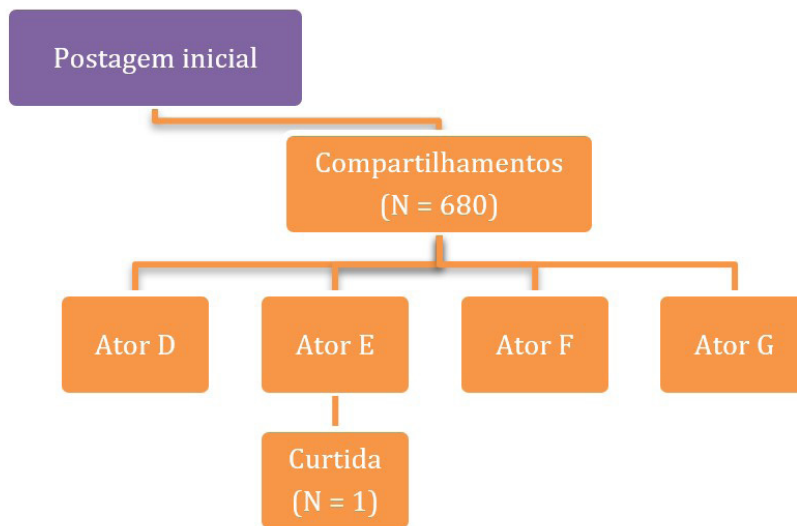 Postagem inicial
Compartilhamentos
(N = 680)
Ator D
Ator E
Ator F
Ator G
Curtida
(N = 1)